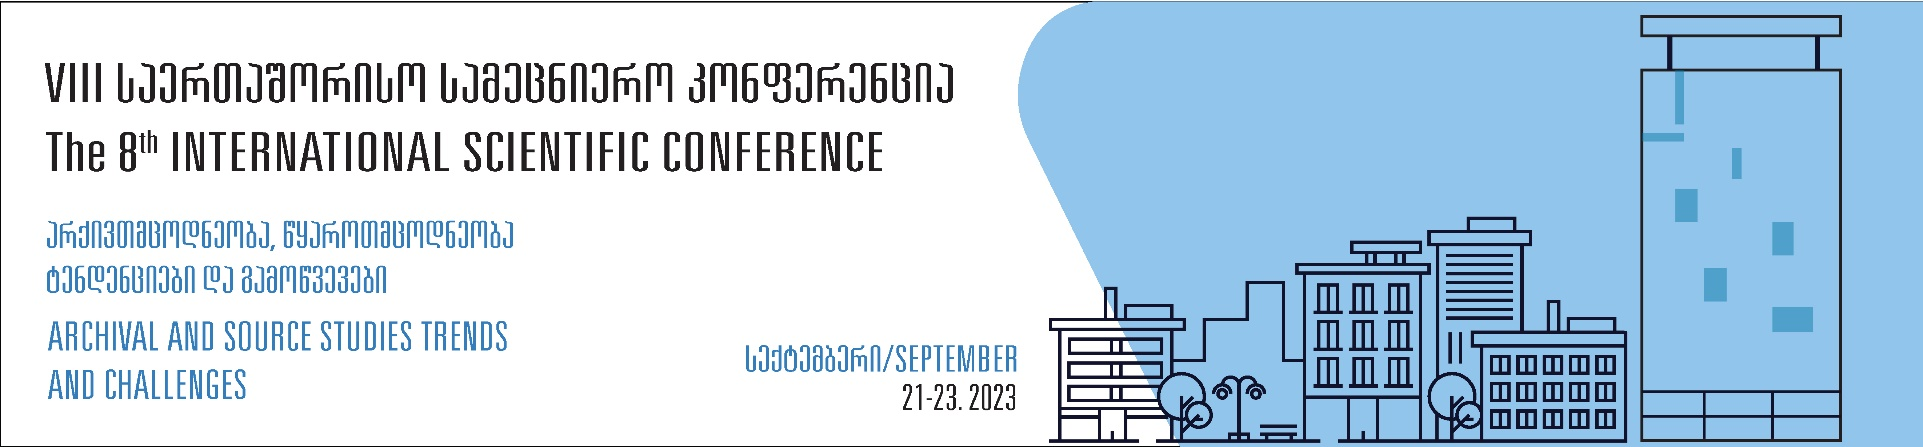 VIII საერთაშორისო სამეცნიერო კონფერენცია
The 8th INTERNATIONAL SCIENTIFIC CONFERENCE
არქივთმცოდნეობა, წყაროთმცოდნეობა
ტენდენციები და გამოწვევები
ARCHIVAL AND SOURCE STUDIES TRENDS
AND CHALLENGES
სექტემბერი/SEPTEMBER
21-23. 2023